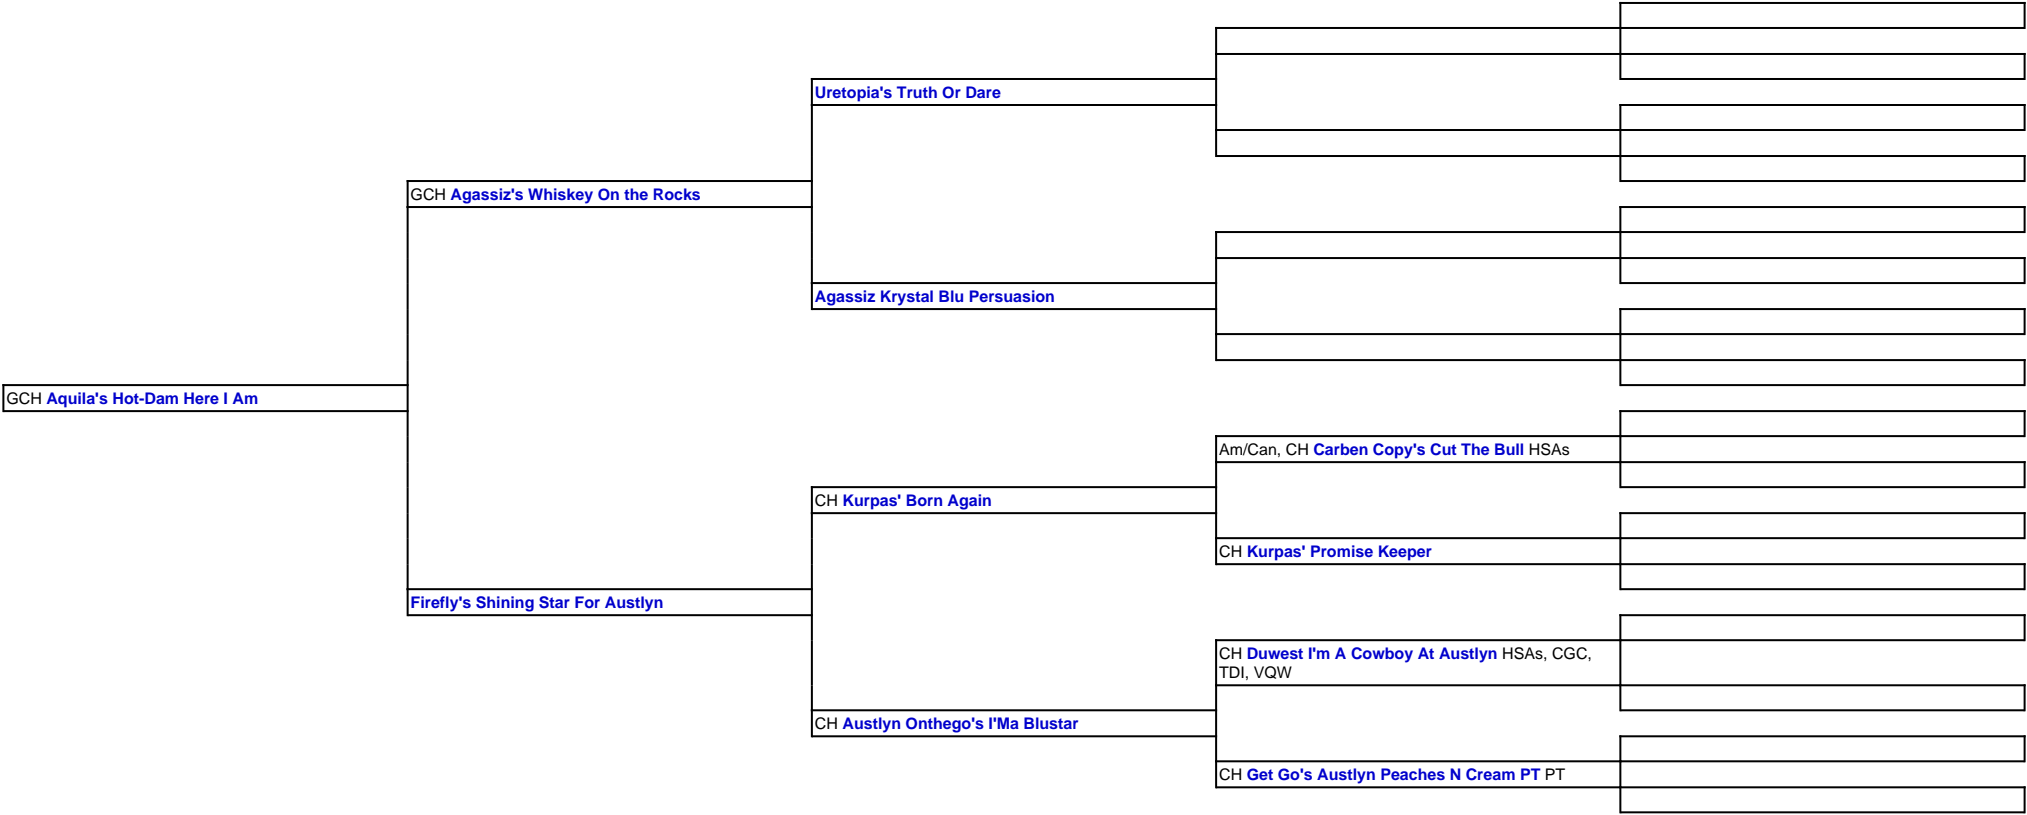 Uretopia's Truth Or Dare
GCH Agassiz's Whiskey On the Rocks
Agassiz Krystal Blu Persuasion
GCH Aquila's Hot-Dam Here I Am
Am/Can, CH Carben Copy's Cut The Bull HSAs
CH Kurpas' Born Again
CH Kurpas' Promise Keeper
Firefly's Shining Star For Austlyn
CH Duwest I'm A Cowboy At Austlyn HSAs, CGC,
TDI, VQW
CH Austlyn Onthego's I'Ma Blustar
CH Get Go's Austlyn Peaches N Cream PT PT